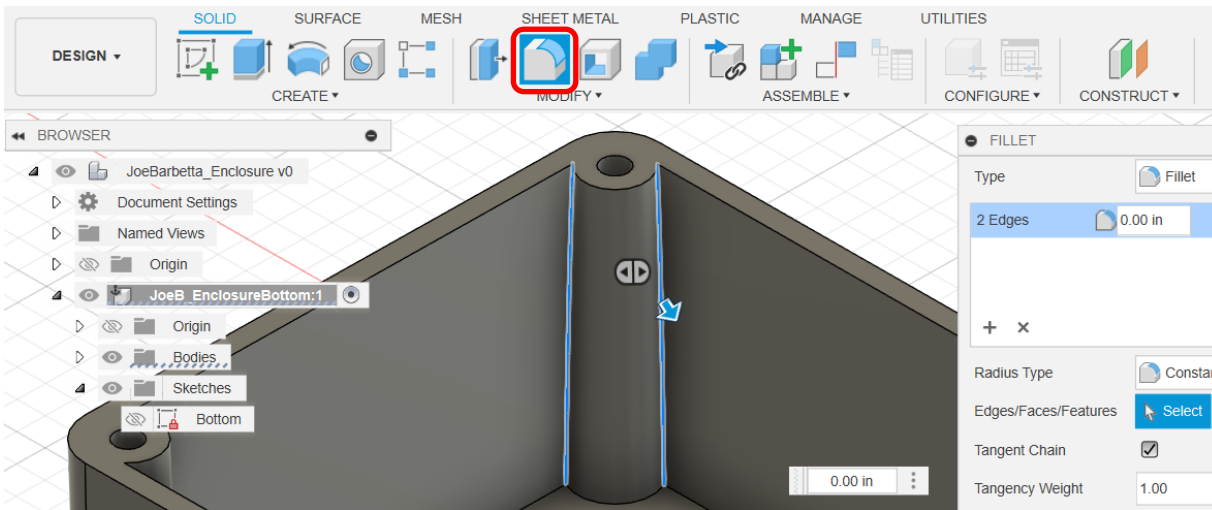 SOLID SURFACE MESH SHEET METAL PLASTIC MANAGE UTILITIES
DESIGN
CREATE MODIFY ASSEMBLE CONFIGURE CONSTRUCT
BROWSER
JoeBarbetta_Enclosure v0
Document Settings
Named Views
Origin
JoeB_EnclosureBottom:1
Origin
Bodies
Sketches
Bottom
FILLET
Type Fillet
2 Edges 0.00 in
Radius Type Constar
Edges/Faces/Features Select
Tangent Chain
Tangency Weight 1.00
0.00 in